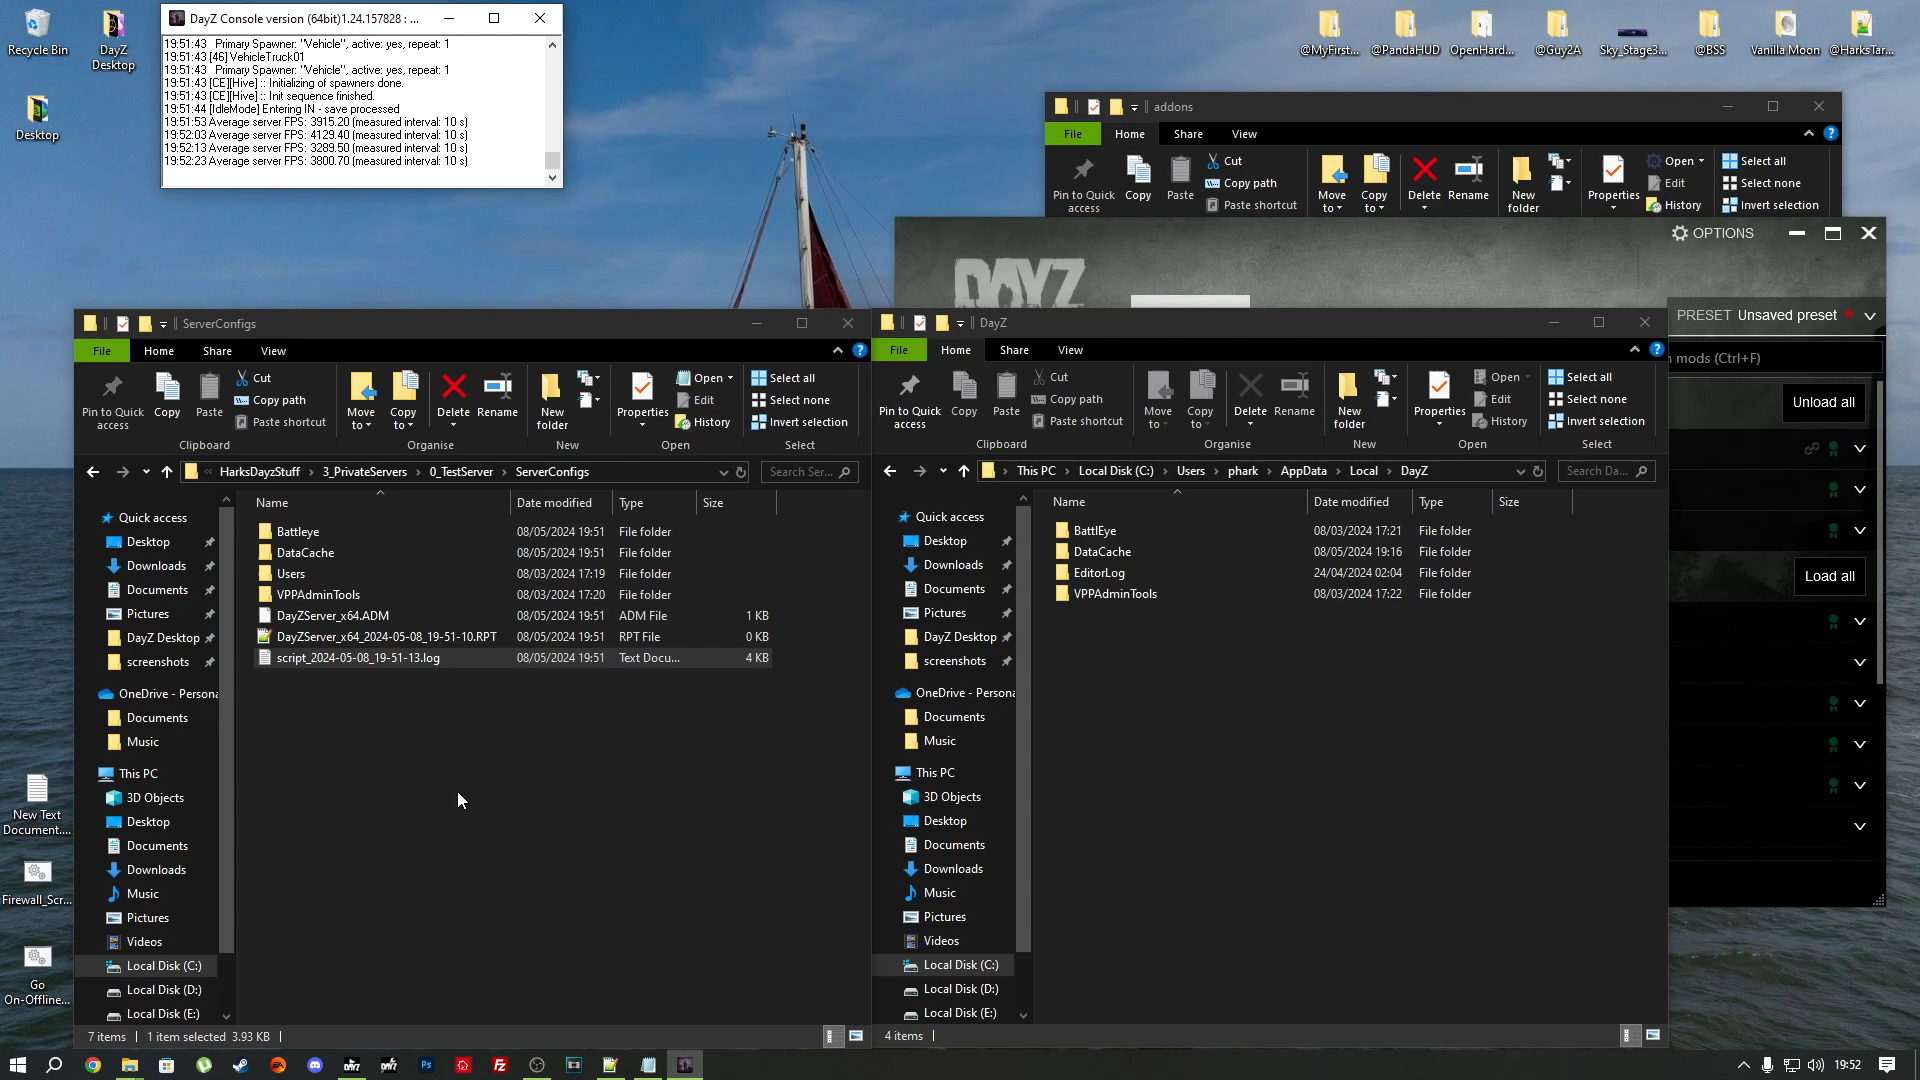 Recycle Bin
DayZ
Desktop
Desktop
New Text
Document....
Firewall_Scr...
Go
On-Offline...
DayZ Console version (64bit)1.24.157828 : ...
19:51:43   Primary Spawner: "Vehicle", active: yes, repeat: 1
19:51:43 [46] VehicleTruck01
19:51:43   Primary Spawner: "Vehicle", active: yes, repeat: 1
19:51:43 [CE][Hive] :: Initializing of spawners done.
19:51:43 [CE][Hive] :: Init sequence finished.
19:51:44 [IdleMode] Entering IN - save processed
19:51:53 Average server FPS: 3915.20 (measured interval: 10 s)
19:52:03 Average server FPS: 4129.40 (measured interval: 10 s)
19:52:13 Average server FPS: 3289.50 (measured interval: 10 s)
19:52:23 Average server FPS: 3800.70 (measured interval: 10 s)
@MyFirst... @PandaHUD OpenHard... @Guy2A Sky_Stage3... @BSS Vanilla Moon @HarksTar...
addons
File Home Share View
Pin to Quick
access
Copy
Paste
Cut
Copy path
Paste shortcut
Move
to
Copy
to
Delete
Rename
New
folder
Properties
Open
Edit
History
Select all
Select none
Invert selection
OPTIONS
DAYZ
PRESET Unsaved preset *
mods (Ctrl+F)
Unload all
Load all
ServerConfigs
File Home Share View
Pin to Quick
access
Copy
Paste
Cut
Copy path
Paste shortcut
Clipboard
Move
to
Copy
to
Delete
Rename
Organise
New
folder
New
Properties
Open
Edit
History
Open
Select all
Select none
Invert selection
Select
« HarksDayzStuff › 3_PrivateServers › 0_TestServer › ServerConfigs
Search Ser...
Name Date modified Type Size
Battleye 08/05/2024 19:51 File folder
DataCache 08/05/2024 19:51 File folder
Users 08/03/2024 17:19 File folder
VPPAdminTools 08/03/2024 17:20 File folder
DayZServer_x64.ADM 08/05/2024 19:51 ADM File 1 KB
DayZServer_x64_2024-05-08_19-51-10.RPT 08/05/2024 19:51 RPT File 0 KB
script_2024-05-08_19-51-13.log 08/05/2024 19:51 Text Docu... 4 KB
Quick access
Desktop
Downloads
Documents
Pictures
DayZ Desktop
screenshots
OneDrive - Persona
Documents
Music
This PC
3D Objects
Desktop
Documents
Downloads
Music
Pictures
Videos
Local Disk (C:)
Local Disk (D:)
Local Disk (E:)
7 items 1 item selected 3.93 KB
DayZ
File Home Share View
Pin to Quick
access
Copy
Paste
Cut
Copy path
Paste shortcut
Clipboard
Move
to
Copy
to
Delete
Rename
Organise
New
folder
New
Properties
Open
Edit
History
Open
Select all
Select none
Invert selection
Select
This PC › Local Disk (C:) › Users › phark › AppData › Local › DayZ
Search Da...
Name Date modified Type Size
BattlEye 08/03/2024 17:21 File folder
DataCache 08/05/2024 19:16 File folder
EditorLog 24/04/2024 02:04 File folder
VPPAdminTools 08/03/2024 17:22 File folder
Quick access
Desktop
Downloads
Documents
Pictures
DayZ Desktop
screenshots
OneDrive - Persona
Documents
Music
This PC
3D Objects
Desktop
Documents
Downloads
Music
Pictures
Videos
Local Disk (C:)
Local Disk (D:)
Local Disk (E:)
4 items
19:52